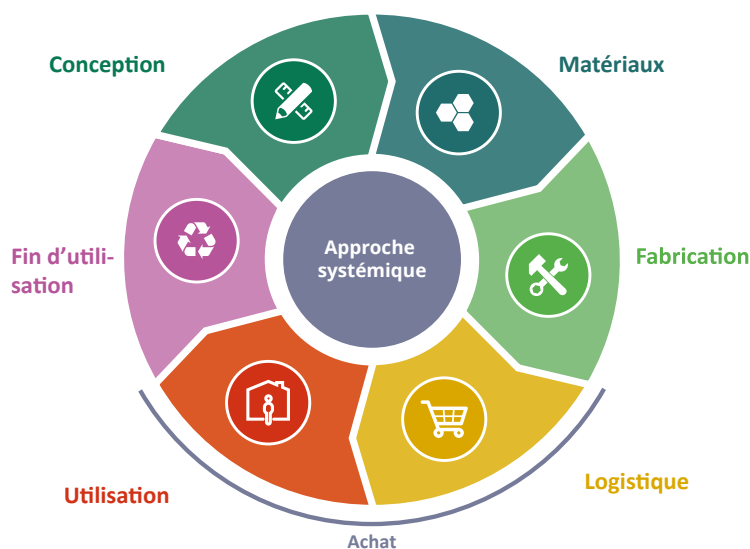 Conception
Matériaux
Fin d'utili-
sation
Approche
systémique
Fabrication
Utilisation
Logistique
Achat